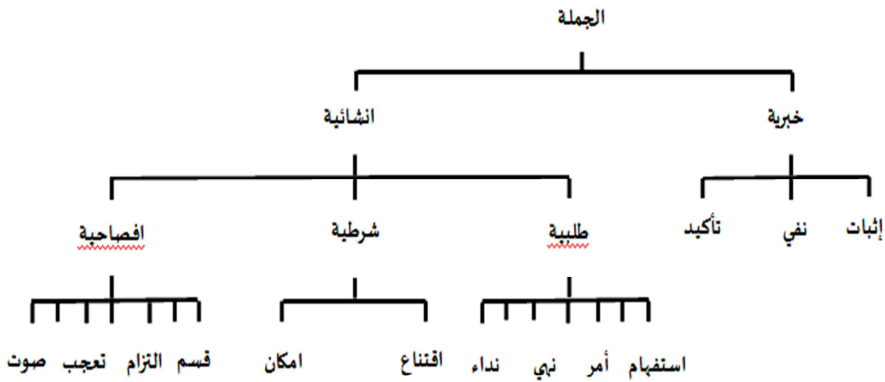 الجملة
خبرية انشائية
إثبات نفي تأكيد طلبية شرطية افصاحية
استفهام أمر نهي نداء اقتناع امكان قسم التزام تعجب صوت